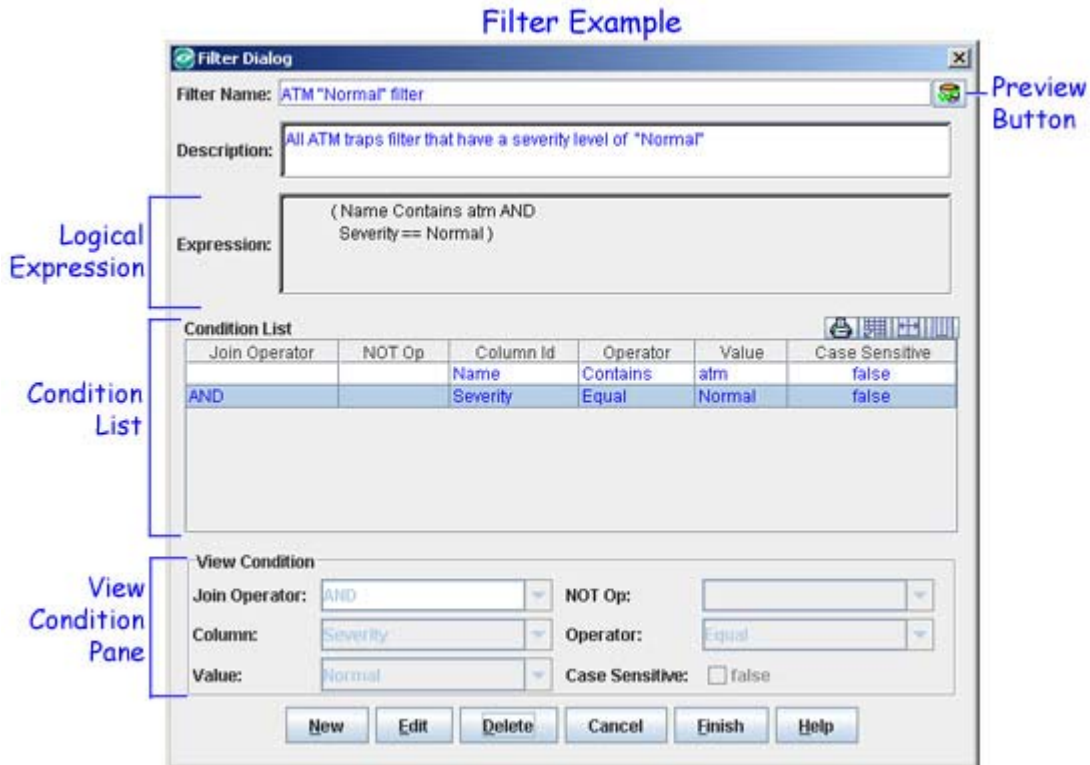 Filter Example
Filter Dialog
Filter Name: ATM "Normal" filter
Preview
Button
Description: All ATM traps filter that have a severity level of "Normal"
Logical
Expression
Expression: ( Name Contains atm AND
Severity == Normal )
Condition List
Condition
List
Join Operator NOT Op Column Id Operator Value Case Sensitive
Name Contains atm false
AND Severity Equal Normal false
View
Condition
Pane
View Condition
Join Operator: AND NOT Op:
Column: Severity Operator: Equal
Value: Normal Case Sensitive: false
New Edit Delete Cancel Finish Help